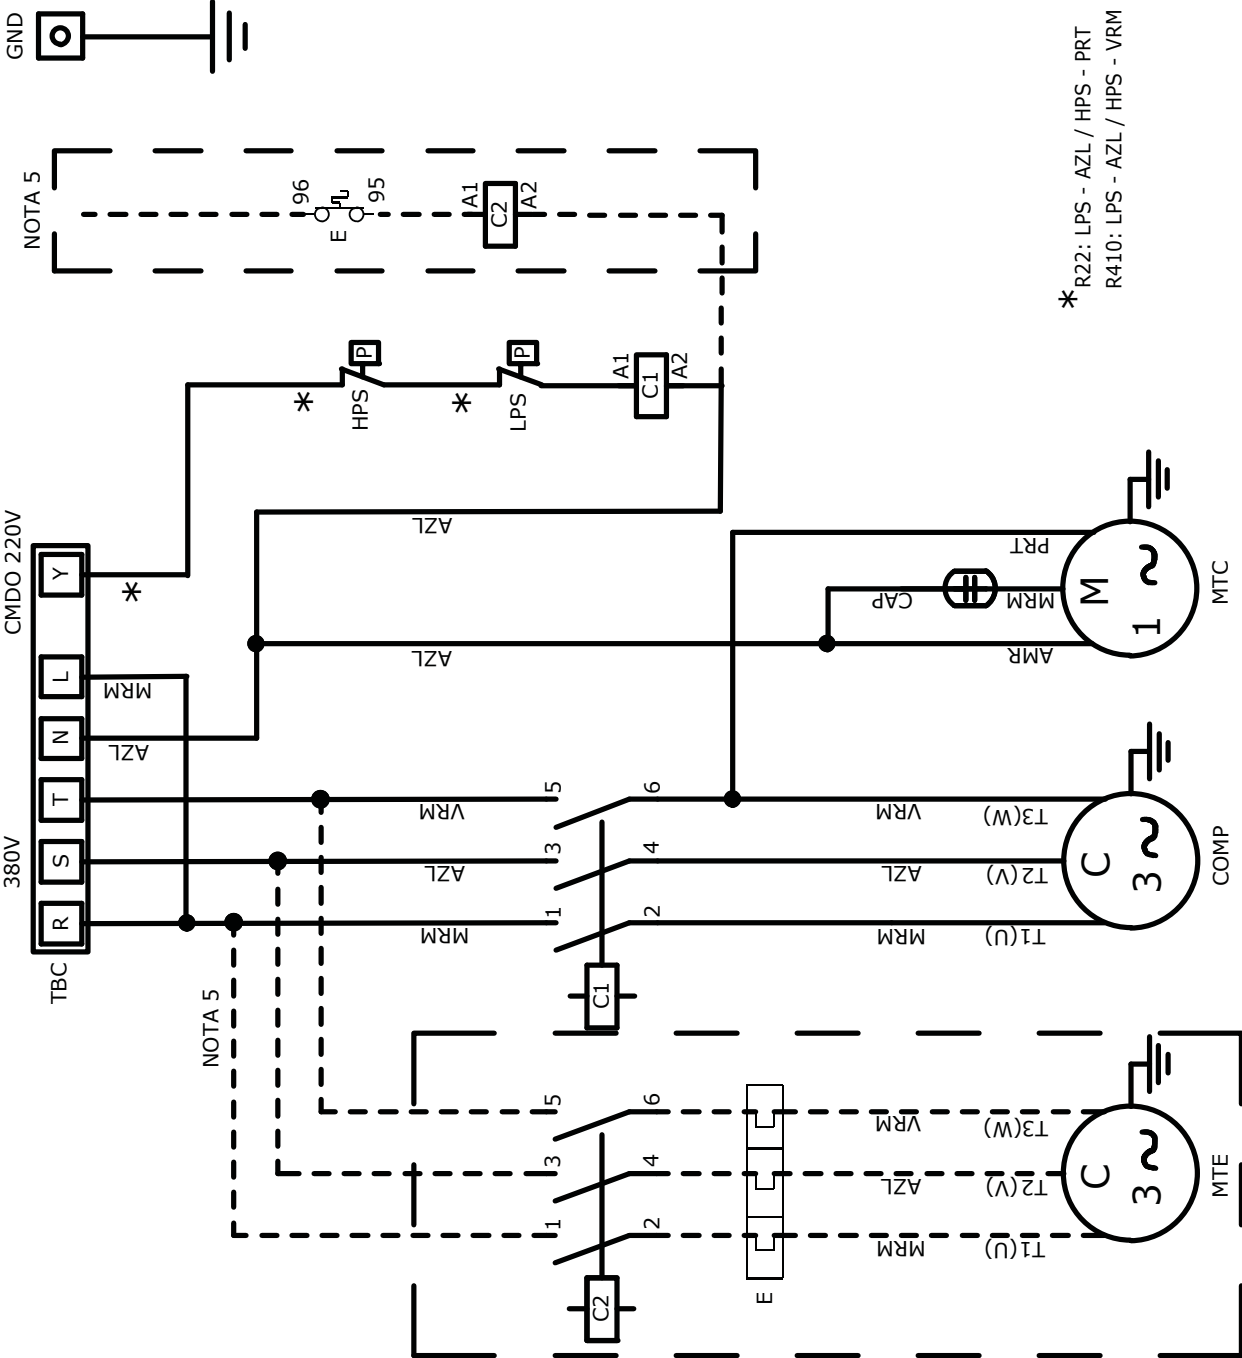 GND
NOTA 5
96
95
E
A1
C2
A2
* R22: LPS - AZL / HPS - PRT
R410: LPS - AZL / HPS - VRM
P
P
*
HPS
*
LPS
A1
C1
A2
CMDO 220V
380V
TBC
Y
L
N
T
S
R
*
MRM
AZL
AZL
AZL
PRT
CAP
MRM
AMR
M
1
MTC
VRM
AZL
MRM
5
3
1
6
4
2
C1
VRM
AZL
MRM
T3(W)
T2(V)
T1(U)
C
3
COMP
NOTA 5
5
3
1
6
4
2
C2
E
VRM
AZL
MRM
T3(W)
T2(V)
T1(U)
C
3
MTE